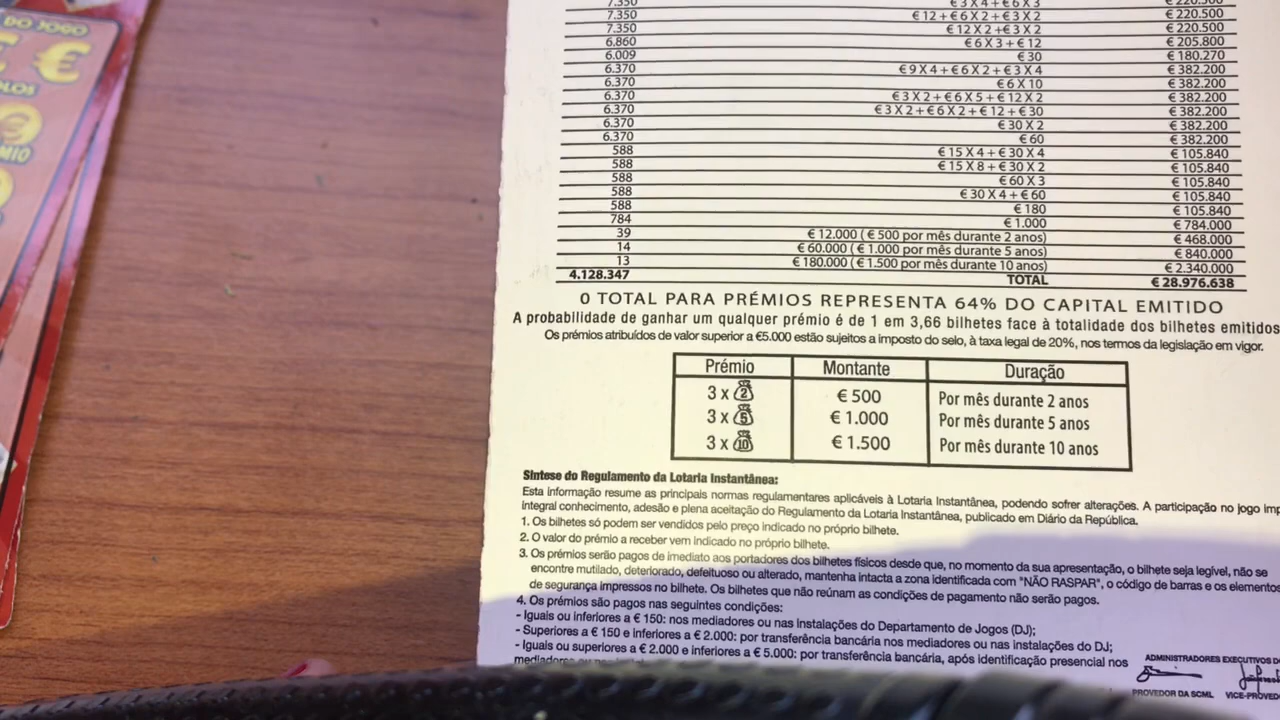 DO JOGO
€ €
OLOS
€
MIO
7.350 € 3 X 4 + € 6 X 3 € 220.500
7.350 € 12 + € 6 X 2 + € 3 X 2 € 220.500
7.350 € 12 X 2 + € 3 X 2 € 220.500
6.860 € 6 X 3 + € 12 € 205.800
6.009 € 30 € 180.270
6.370 € 9 X 4 + € 6 X 2 + € 3 X 4 € 382.200
6.370 € 6 X 10 € 382.200
6.370 € 3 X 2 + € 6 X 5 + € 12 X 2 € 382.200
6.370 € 3 X 2 + € 6 X 2 + € 12 + € 30 € 382.200
6.370 € 30 X 2 € 382.200
6.370 € 60 € 382.200
588 € 15 X 4 + € 30 X 4 € 105.840
588 € 15 X 8 + € 30 X 2 € 105.840
588 € 60 X 3 € 105.840
588 € 30 X 4 + € 60 € 105.840
588 € 180 € 105.840
784 € 1.000 € 784.000
39 € 12.000 ( € 500 por mês durante 2 anos) € 468.000
14 € 60.000 ( € 1.000 por mês durante 5 anos) € 840.000
13 € 180.000 ( € 1.500 por mês durante 10 anos) € 2.340.000
4.128.347 TOTAL € 28.976.638
O TOTAL PARA PRÉMIOS REPRESENTA 64% DO CAPITAL EMITIDO
A probabilidade de ganhar um qualquer prémio é de 1 em 3,66 bilhetes face à totalidade dos bilhetes emitidos
Os prémios atribuídos de valor superior a €5.000 estão sujeitos a imposto do selo, à taxa legal de 20%, nos termos da legislação em vigor.
Prémio Montante Duração
3 x 2 € 500 Por mês durante 2 anos
3 x 5 € 1.000 Por mês durante 5 anos
3 x 10 € 1.500 Por mês durante 10 anos
Síntese do Regulamento da Lotaria Instantânea:
Esta informação resume as principais normas regulamentares aplicáveis à Lotaria Instantânea, podendo sofrer alterações. A participação no jogo imp
integral conhecimento, adesão e plena aceitação do Regulamento da Lotaria Instantânea, publicado em Diário da República.
1. Os bilhetes só podem ser vendidos pelo preço indicado no próprio bilhete.
2. O valor do prémio a receber vem indicado no próprio bilhete.
3. Os prémios serão pagos de imediato aos portadores dos bilhetes físicos desde que, no momento da sua apresentação, o bilhete seja legível, não se
encontre mutilado, deteriorado, defeituoso ou alterado, mantenha intacta a zona identificada com "NÃO RASPAR", o código de barras e os elementos
de segurança impressos no bilhete. Os bilhetes que não reúnam as condições de pagamento não serão pagos.
4. Os prémios são pagos nas seguintes condições:
- Iguais ou inferiores a € 150: nos mediadores ou nas instalações do Departamento de Jogos (DJ);
- Superiores a € 150 e inferiores a € 2.000: por transferência bancária nos mediadores ou nas instalações do DJ;
- Iguais ou superiores a € 2.000 e inferiores a € 5.000: por transferência bancária, após identificação presencial nos
mediadores
ADMINISTRADORES EXECUTIVOS DO
PROVEDOR DA SCML VICE-PROVED